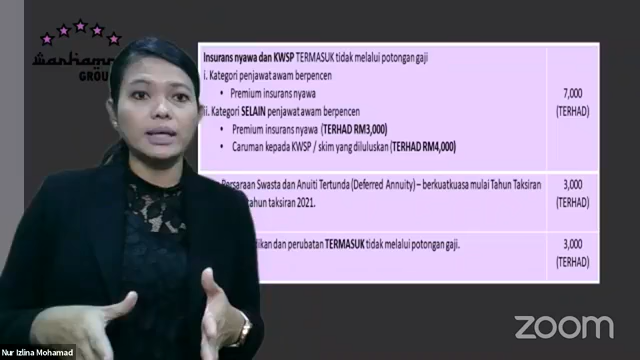 GROU
Insurans nyawa dan KWSP TERMASUK tidak melalui potongan gaji
i. Kategori penjawat awam berpencen
• Premium insurans nyawa
ii. Kategori SELAIN penjawat awam berpencen
• Premium insurans nyawa (TERHAD RM3,000)
• Caruman kepada KWSP / skim yang diluluskan (TERHAD RM4,000)
7,000
(TERHAD)
Persaraan Swasta dan Anuiti Tertunda (Deferred Annuity) – berkuatkuasa mulai Tahun Taksiran
tahun taksiran 2021.
3,000
(TERHAD)
dikan dan perubatan TERMASUK tidak melalui potongan gaji.
3,000
(TERHAD)
Nur Izlina Mohamad
zoom